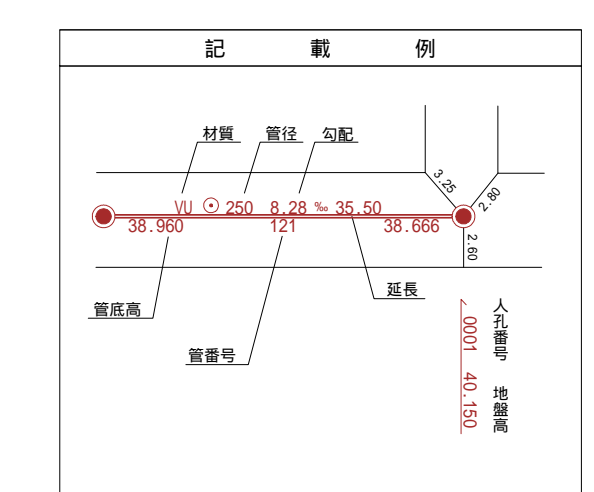 記 載 例
材質 管径 勾配
VU 250 8.28 ‰ 35.50
38.960 121 38.666
3.25
2.80
2.60
管底高
管番号
延長
人孔番号 地盤高
0001 40.150